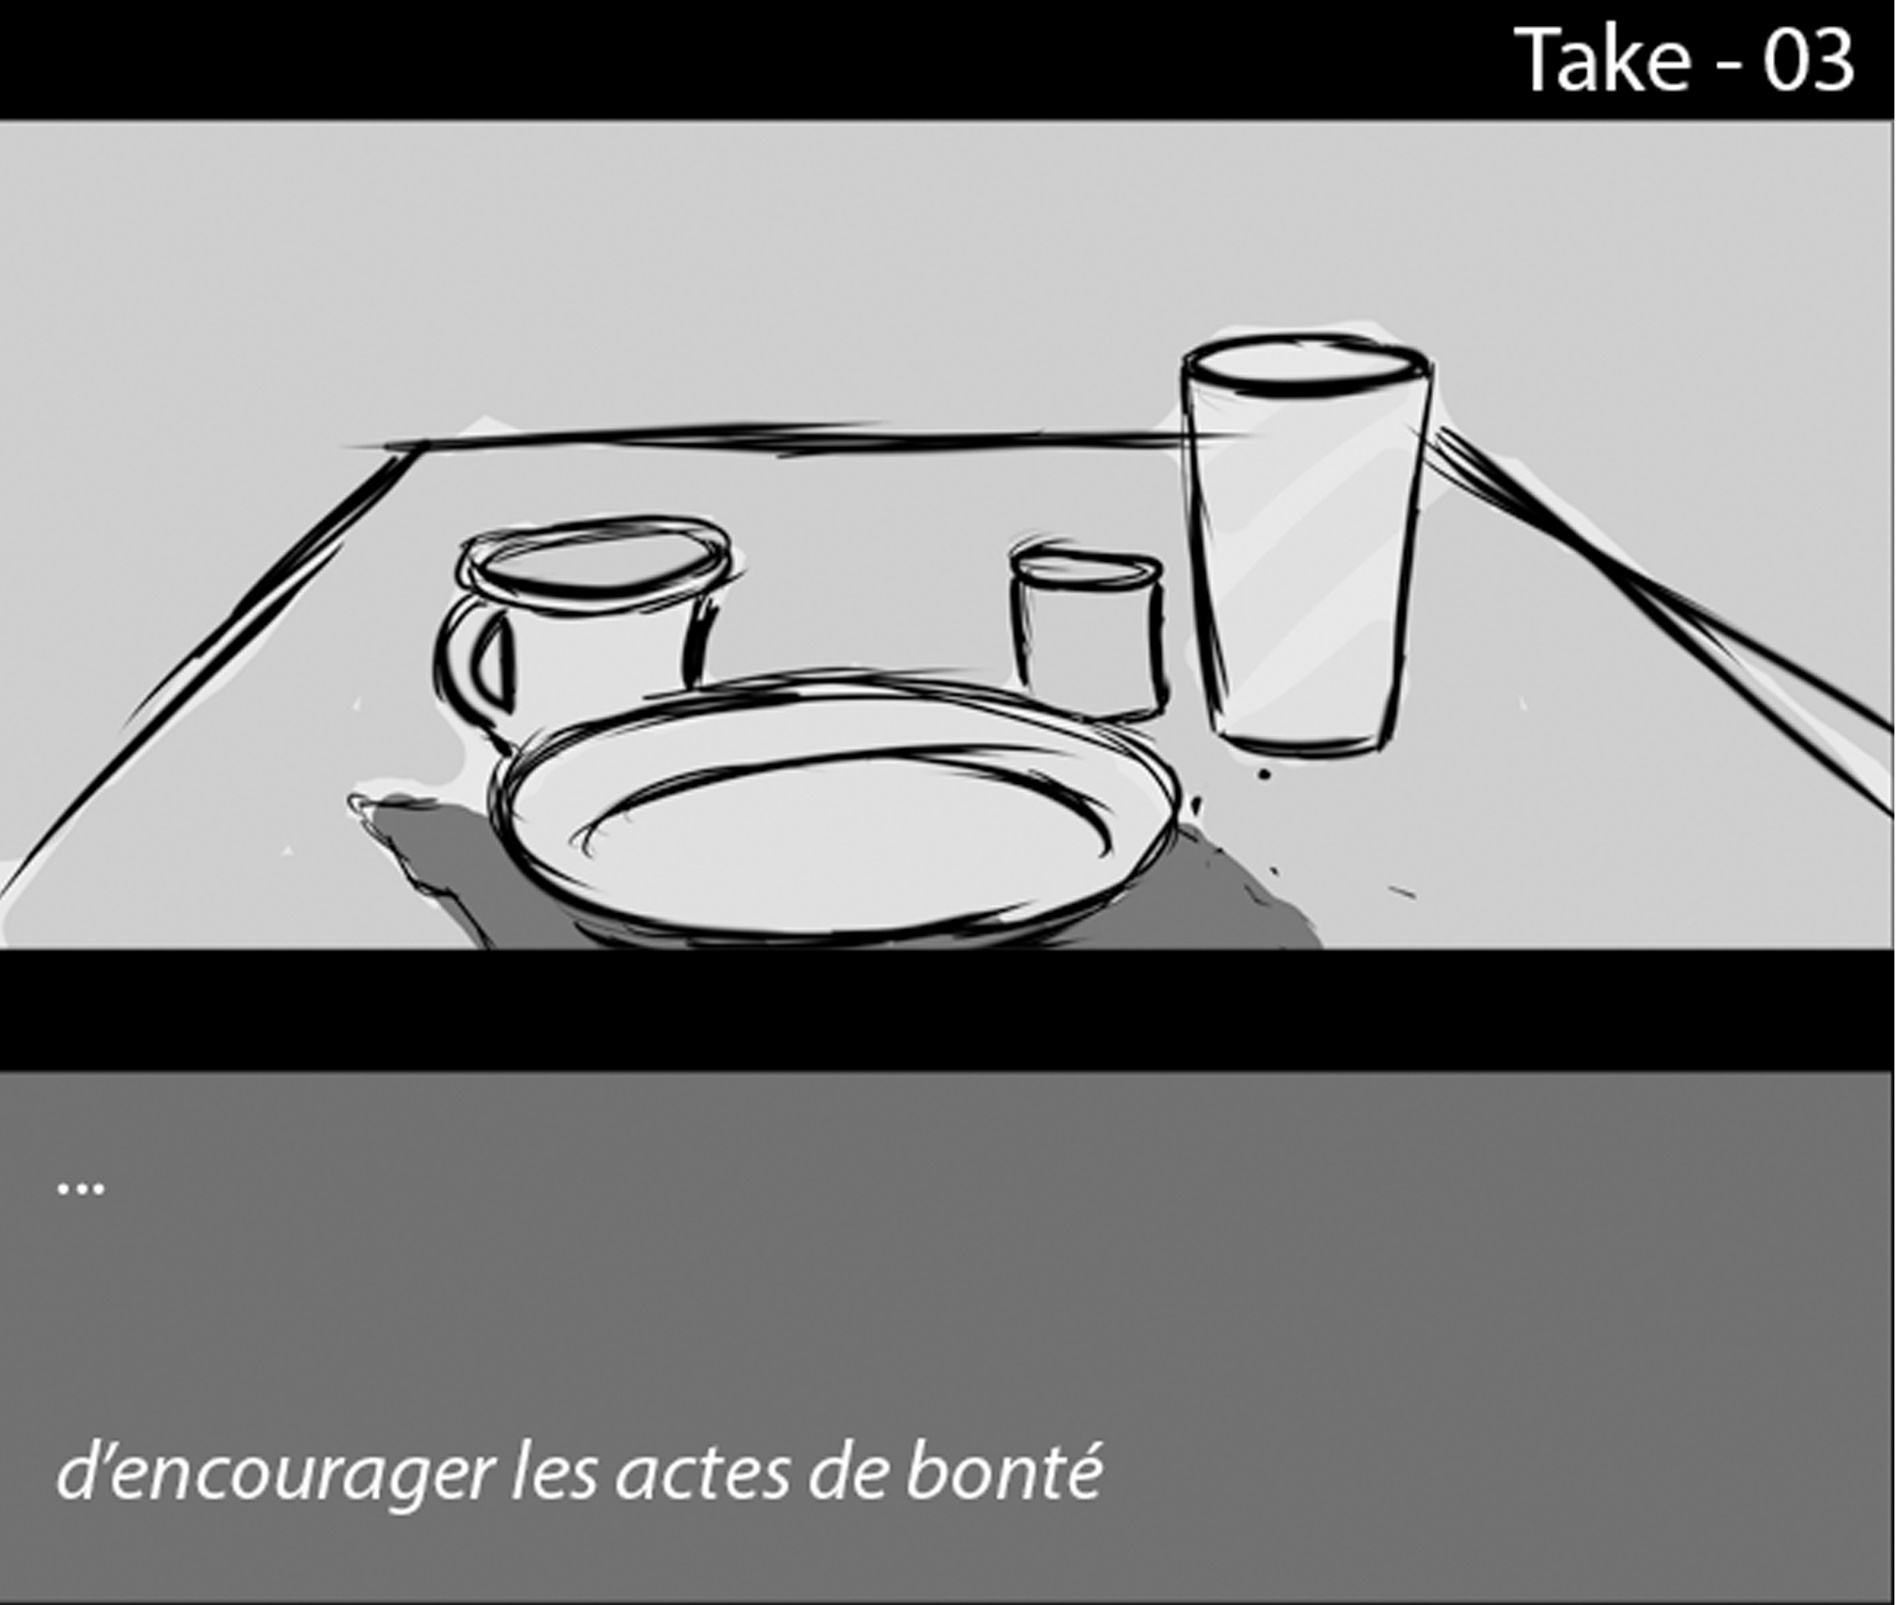 Take - 03
...
d'encourager les actes de bonté